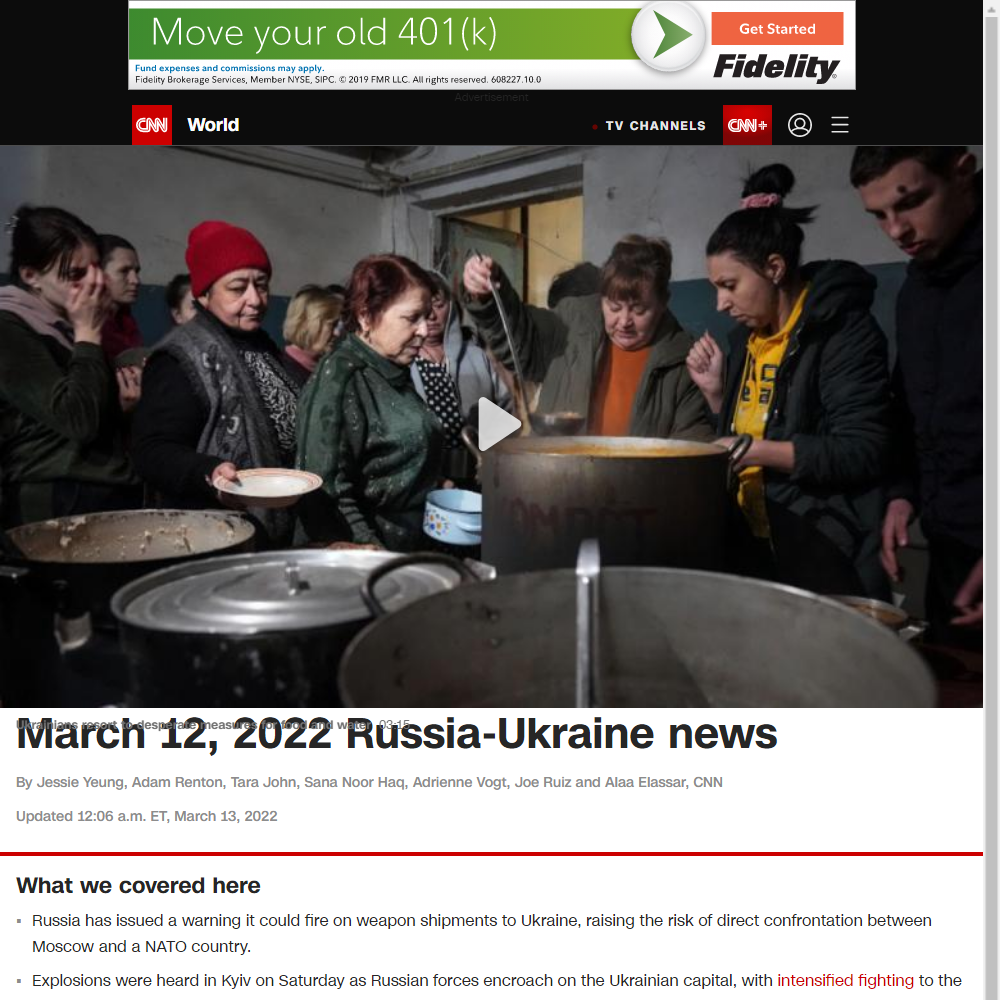 Move your old 401(k)
Get Started
Fund expenses and commissions may apply.
Fidelity Brokerage Services, Member NYSE, SIPC. © 2019 FMR LLC. All rights reserved. 608227.10.0
Fidelity
Advertisement
CNN World
TV CHANNELS
CNN+
Ukrainians resort to desperate measures for food and water 03:15
March 12, 2022 Russia-Ukraine news
By Jessie Yeung, Adam Renton, Tara John, Sana Noor Haq, Adrienne Vogt, Joe Ruiz and Alaa Elassar, CNN
Updated 12:06 a.m. ET, March 13, 2022
What we covered here
Russia has issued a warning it could fire on weapon shipments to Ukraine, raising the risk of direct confrontation between
Moscow and a NATO country.
Explosions were heard in Kyiv on Saturday as Russian forces encroach on the Ukrainian capital, with intensified fighting to the